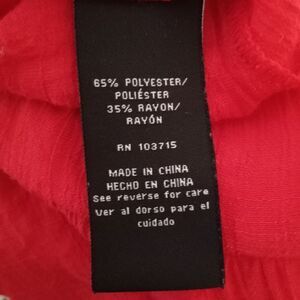 65% POLYESTER/
POLIÉSTER
35% RAYON/
RAYÓN
RN 103715
MADE IN CHINA
HECHO EN CHINA
See reverse for care
Ver al dorso para el
cuidado